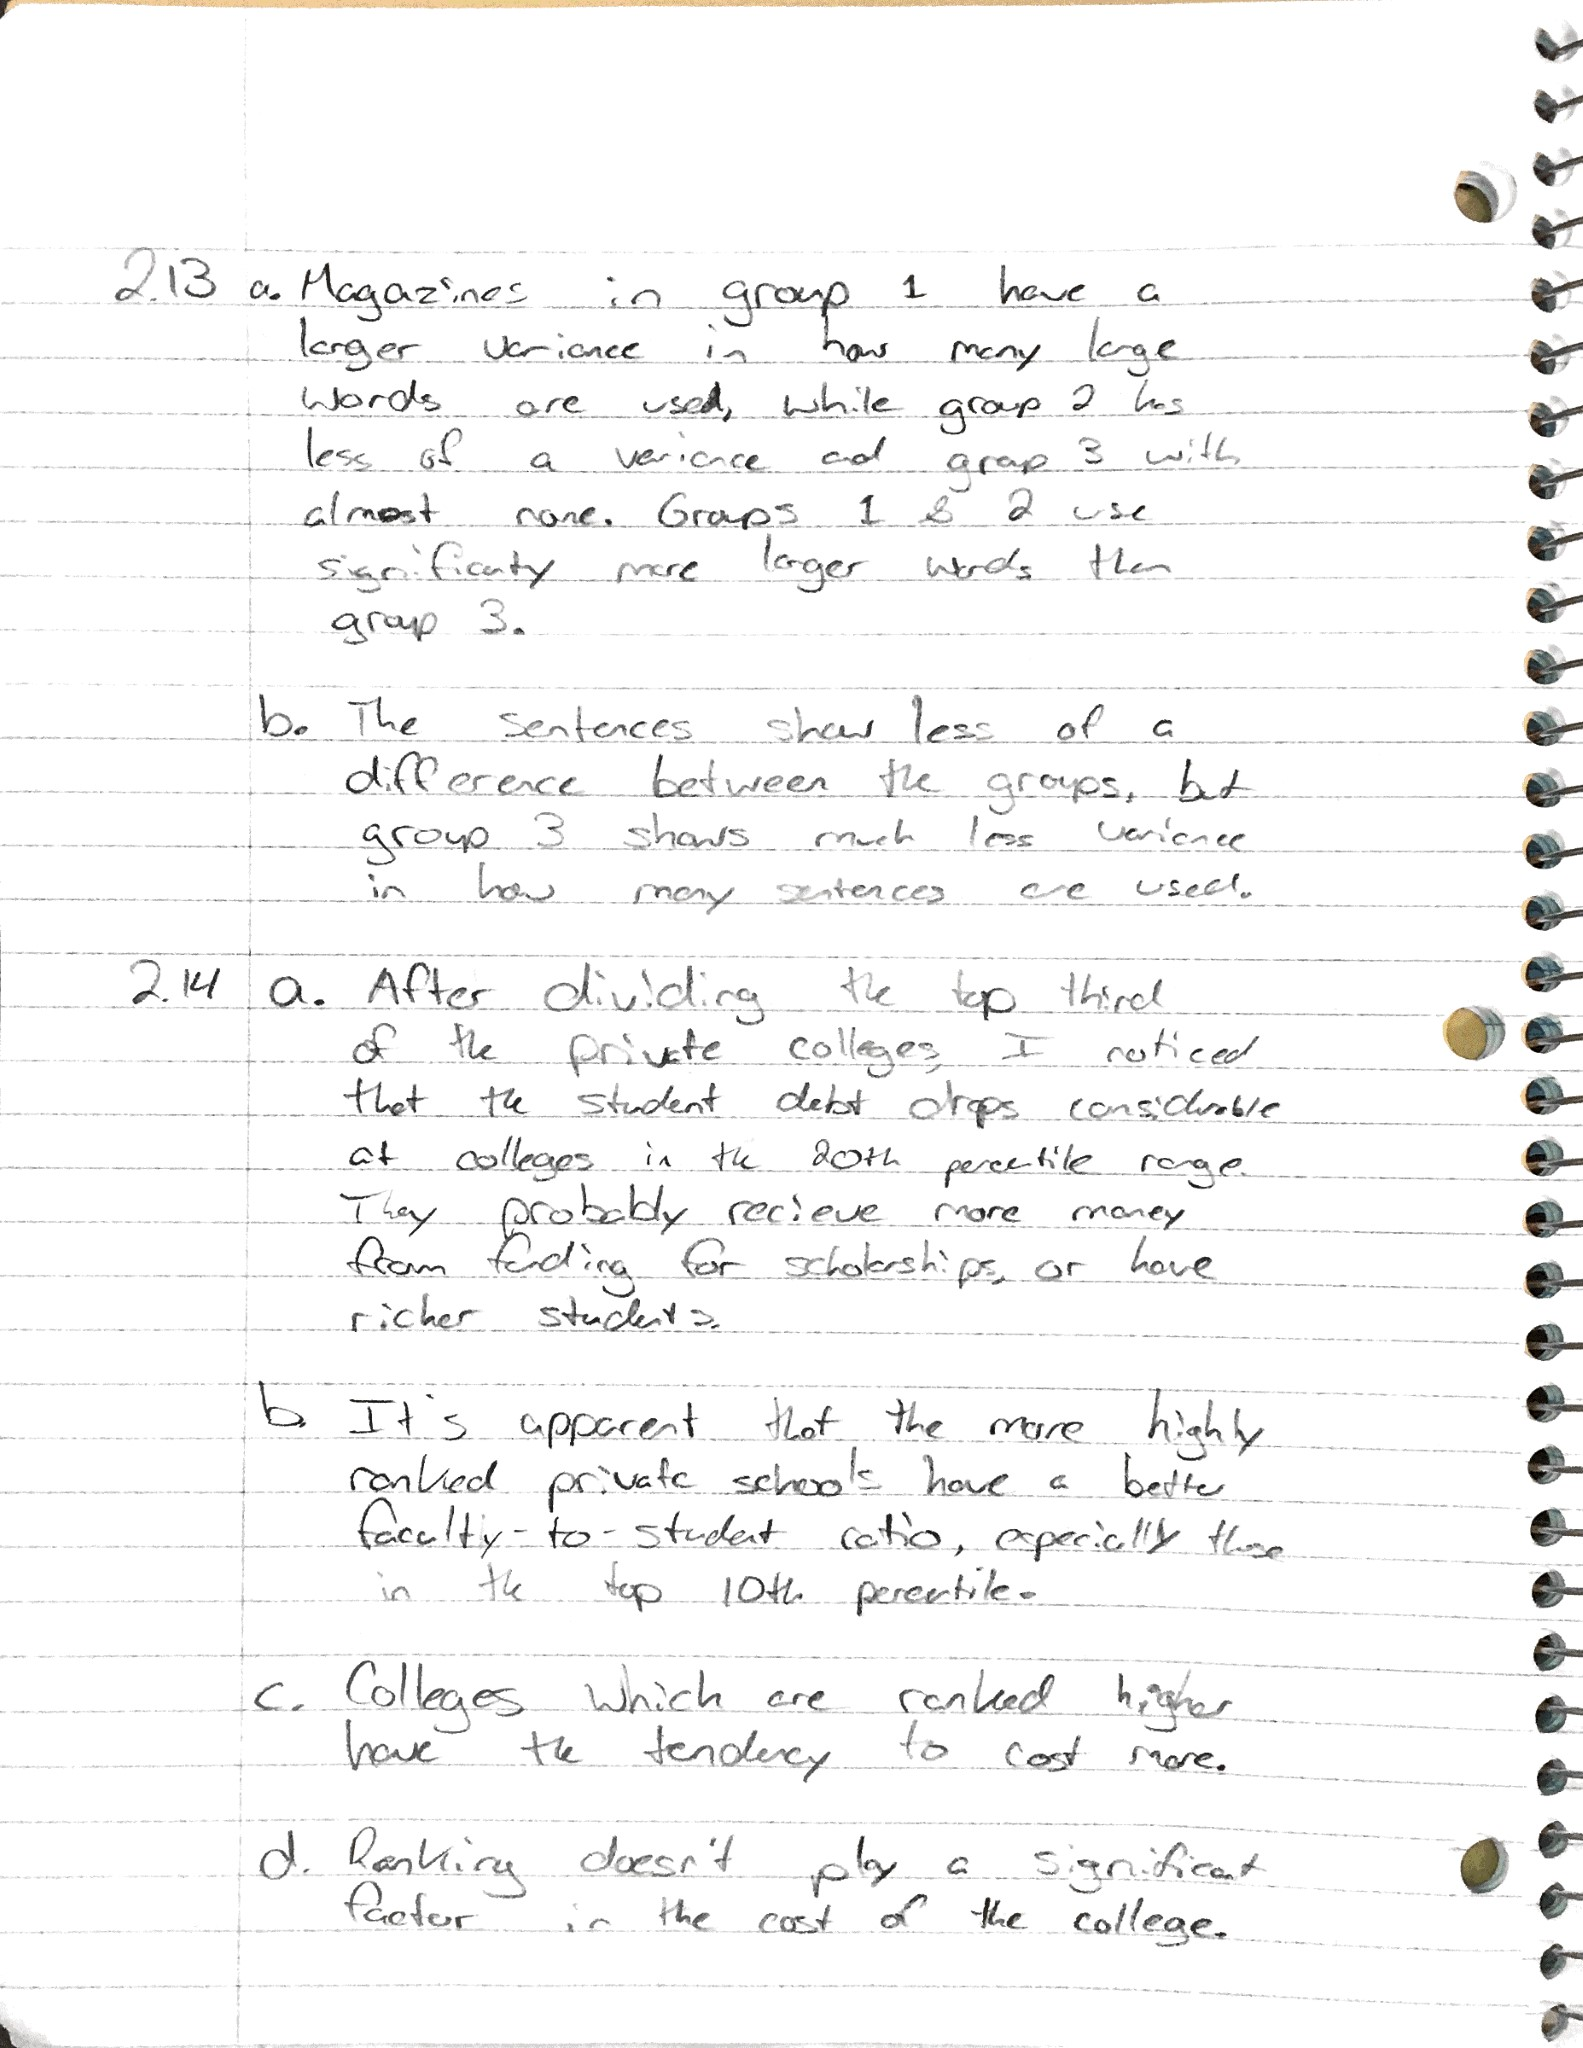 2.13 a. Magazines in group 1 have a
larger variance in how many large
words are used, while group 2 has
less of a variance and group 3 with
almost none. Groups 1 & 2 use
significanty more larger words than
group 3.
b. The sentences show less of a
difference between the groups, but
group 3 shows much less variance
in how many sentences are used.
2.14 a. After dividing the top third
of the private colleges, I noticed
that the student debt drops considerable
at colleges in the 20th percentile range.
They probably recieve more money
from funding for scholarships, or have
richer students.
b. It's apparent that the more highly
ranked private schools have a better
faculty-to-student ratio, especially those
in the top 10th percentile.
c. Colleges which are ranked higher
have the tendency to cost more.
d. Ranking doesn't play a significant
factor in the cost of the college.